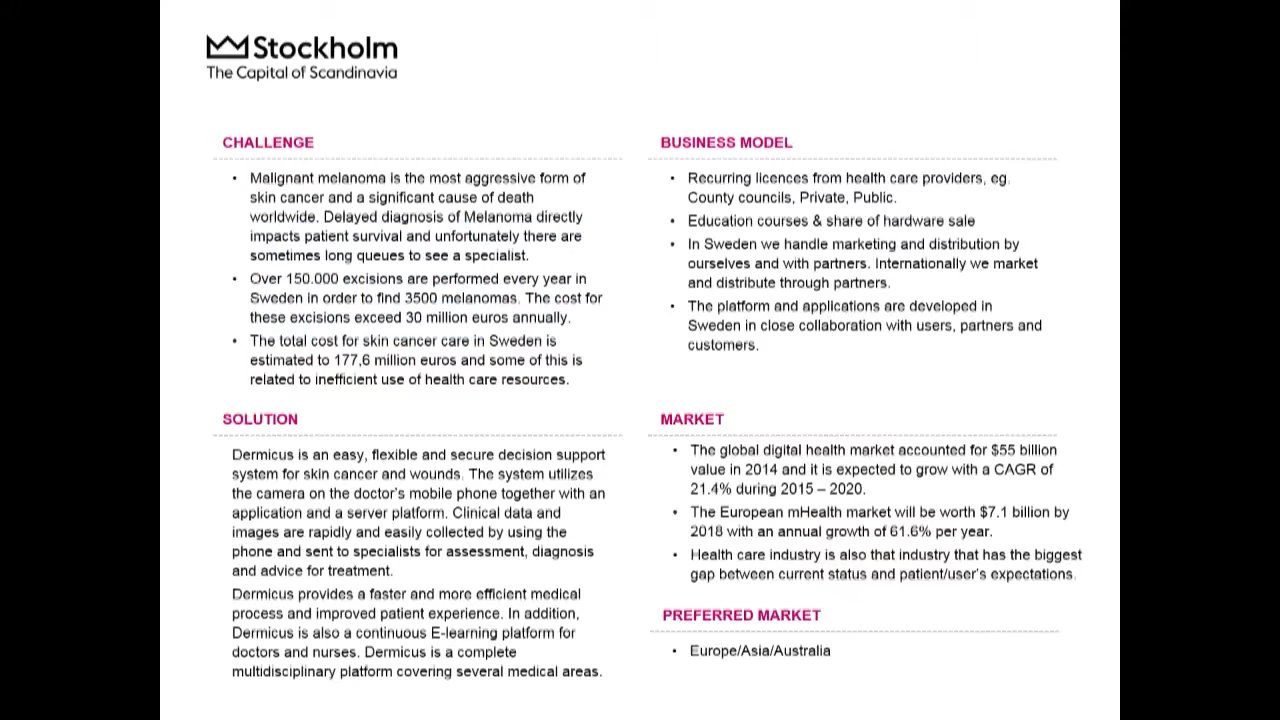 Stockholm
The Capital of Scandinavia
CHALLENGE
• Malignant melanoma is the most aggressive form of
skin cancer and a significant cause of death
worldwide. Delayed diagnosis of Melanoma directly
impacts patient survival and unfortunately there are
sometimes long queues to see a specialist.
• Over 150.000 excisions are performed every year in
Sweden in order to find 3500 melanomas. The cost for
these excisions exceed 30 million euros annually.
• The total cost for skin cancer care in Sweden is
estimated to 177,6 million euros and some of this is
related to inefficient use of health care resources.
SOLUTION
Dermicus is an easy, flexible and secure decision support
system for skin cancer and wounds. The system utilizes
the camera on the doctor's mobile phone together with an
application and a server platform. Clinical data and
images are rapidly and easily collected by using the
phone and sent to specialists for assessment, diagnosis
and advice for treatment.
Dermicus provides a faster and more efficient medical
process and improved patient experience. In addition,
Dermicus is also a continuous E-learning platform for
doctors and nurses. Dermicus is a complete
multidisciplinary platform covering several medical areas.
BUSINESS MODEL
• Recurring licences from health care providers, eg.
County councils, Private, Public.
• Education courses & share of hardware sale
• In Sweden we handle marketing and distribution by
ourselves and with partners. Internationally we market
and distribute through partners.
• The platform and applications are developed in
Sweden in close collaboration with users, partners and
customers.
MARKET
• The global digital health market accounted for $55 billion
value in 2014 and it is expected to grow with a CAGR of
21.4% during 2015 – 2020.
• The European mHealth market will be worth $7.1 billion by
2018 with an annual growth of 61.6% per year.
• Health care industry is also that industry that has the biggest
gap between current status and patient/user's expectations.
PREFERRED MARKET
• Europe/Asia/Australia